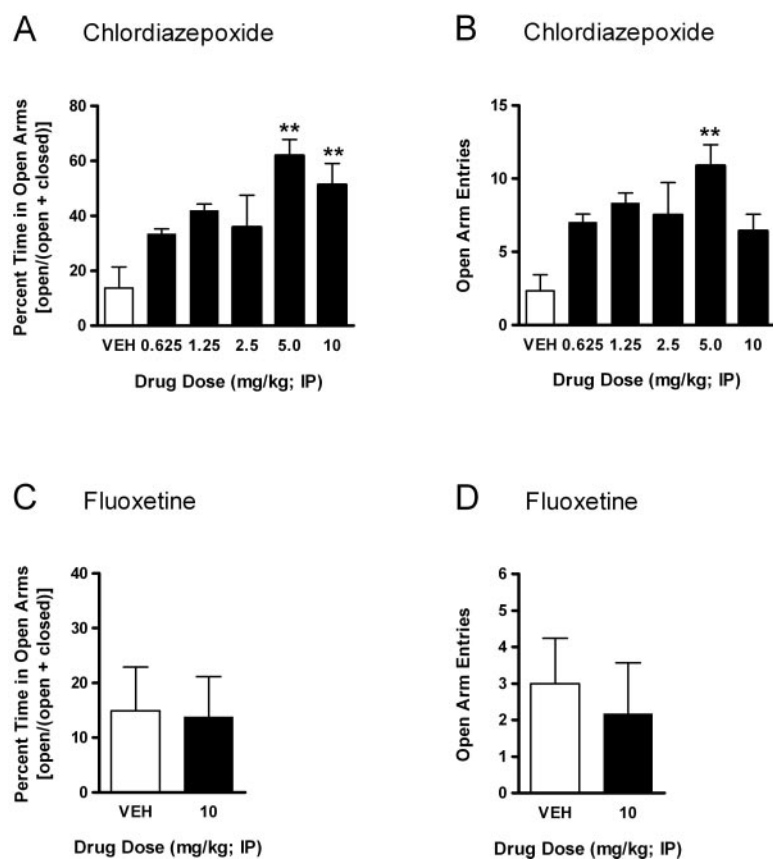 A Chlordiazepoxide
Percent Time in Open Arms
[open/(open + closed)]
80
60
40
20
0
** **
VEH 0.625 1.25 2.5 5.0 10
Drug Dose (mg/kg; IP)
B Chlordiazepoxide
Open Arm Entries
15
10
5
0
**
VEH 0.625 1.25 2.5 5.0 10
Drug Dose (mg/kg; IP)
C Fluoxetine
Percent Time in Open Arms
[open/(open + closed)]
40
30
20
10
0
VEH 10
Drug Dose (mg/kg; IP)
D Fluoxetine
Open Arm Entries
6
5
4
3
2
1
0
VEH 10
Drug Dose (mg/kg; IP)